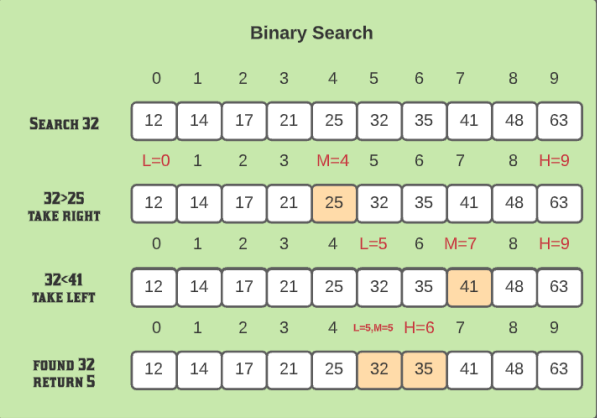 Binary Search
0 1 2 3 4 5 6 7 8 9
SEARCH 32 12 14 17 21 25 32 35 41 48 63
L=0 1 2 3 M=4 5 6 7 8 H=9
32>25
TAKE RIGHT
12 14 17 21 25 32 35 41 48 63
0 1 2 3 4 L=5 6 M=7 8 H=9
32<41
TAKE LEFT
12 14 17 21 25 32 35 41 48 63
0 1 2 3 4 L=5,M=5 H=6 7 8 9
FOUND 32
RETURN 5
12 14 17 21 25 32 35 41 48 63